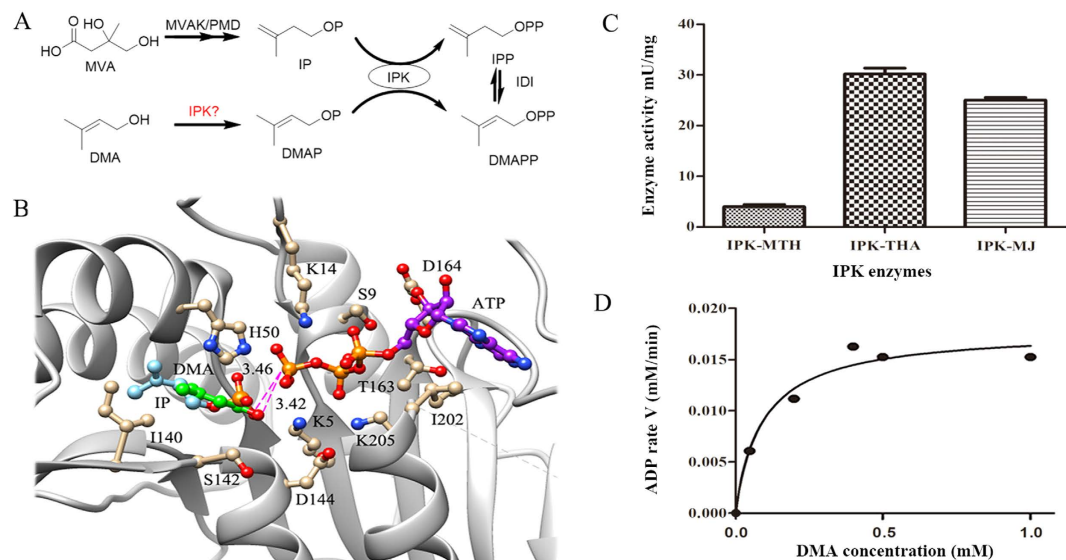 A
O
HO
HO
OH
MVA
MVAK/PMD
OP
IP
IPK
OPP
IPP
IDI
OH
DMA
IPK?
OP
DMAP
OPP
DMAPP
B
K14
D164
S9
ATP
H50
DMA
3.46
IP
T163
3.42
I202
K5
K205
I140
S142
D144
C
Enzyme activity mU/mg
40
30
20
10
0
IPK-MTH IPK-THA IPK-MJ
IPK enzymes
D
ADP rate V (mM/min)
0.020
0.015
0.010
0.005
0.000
0.0 0.5 1.0
DMA concentration (mM)